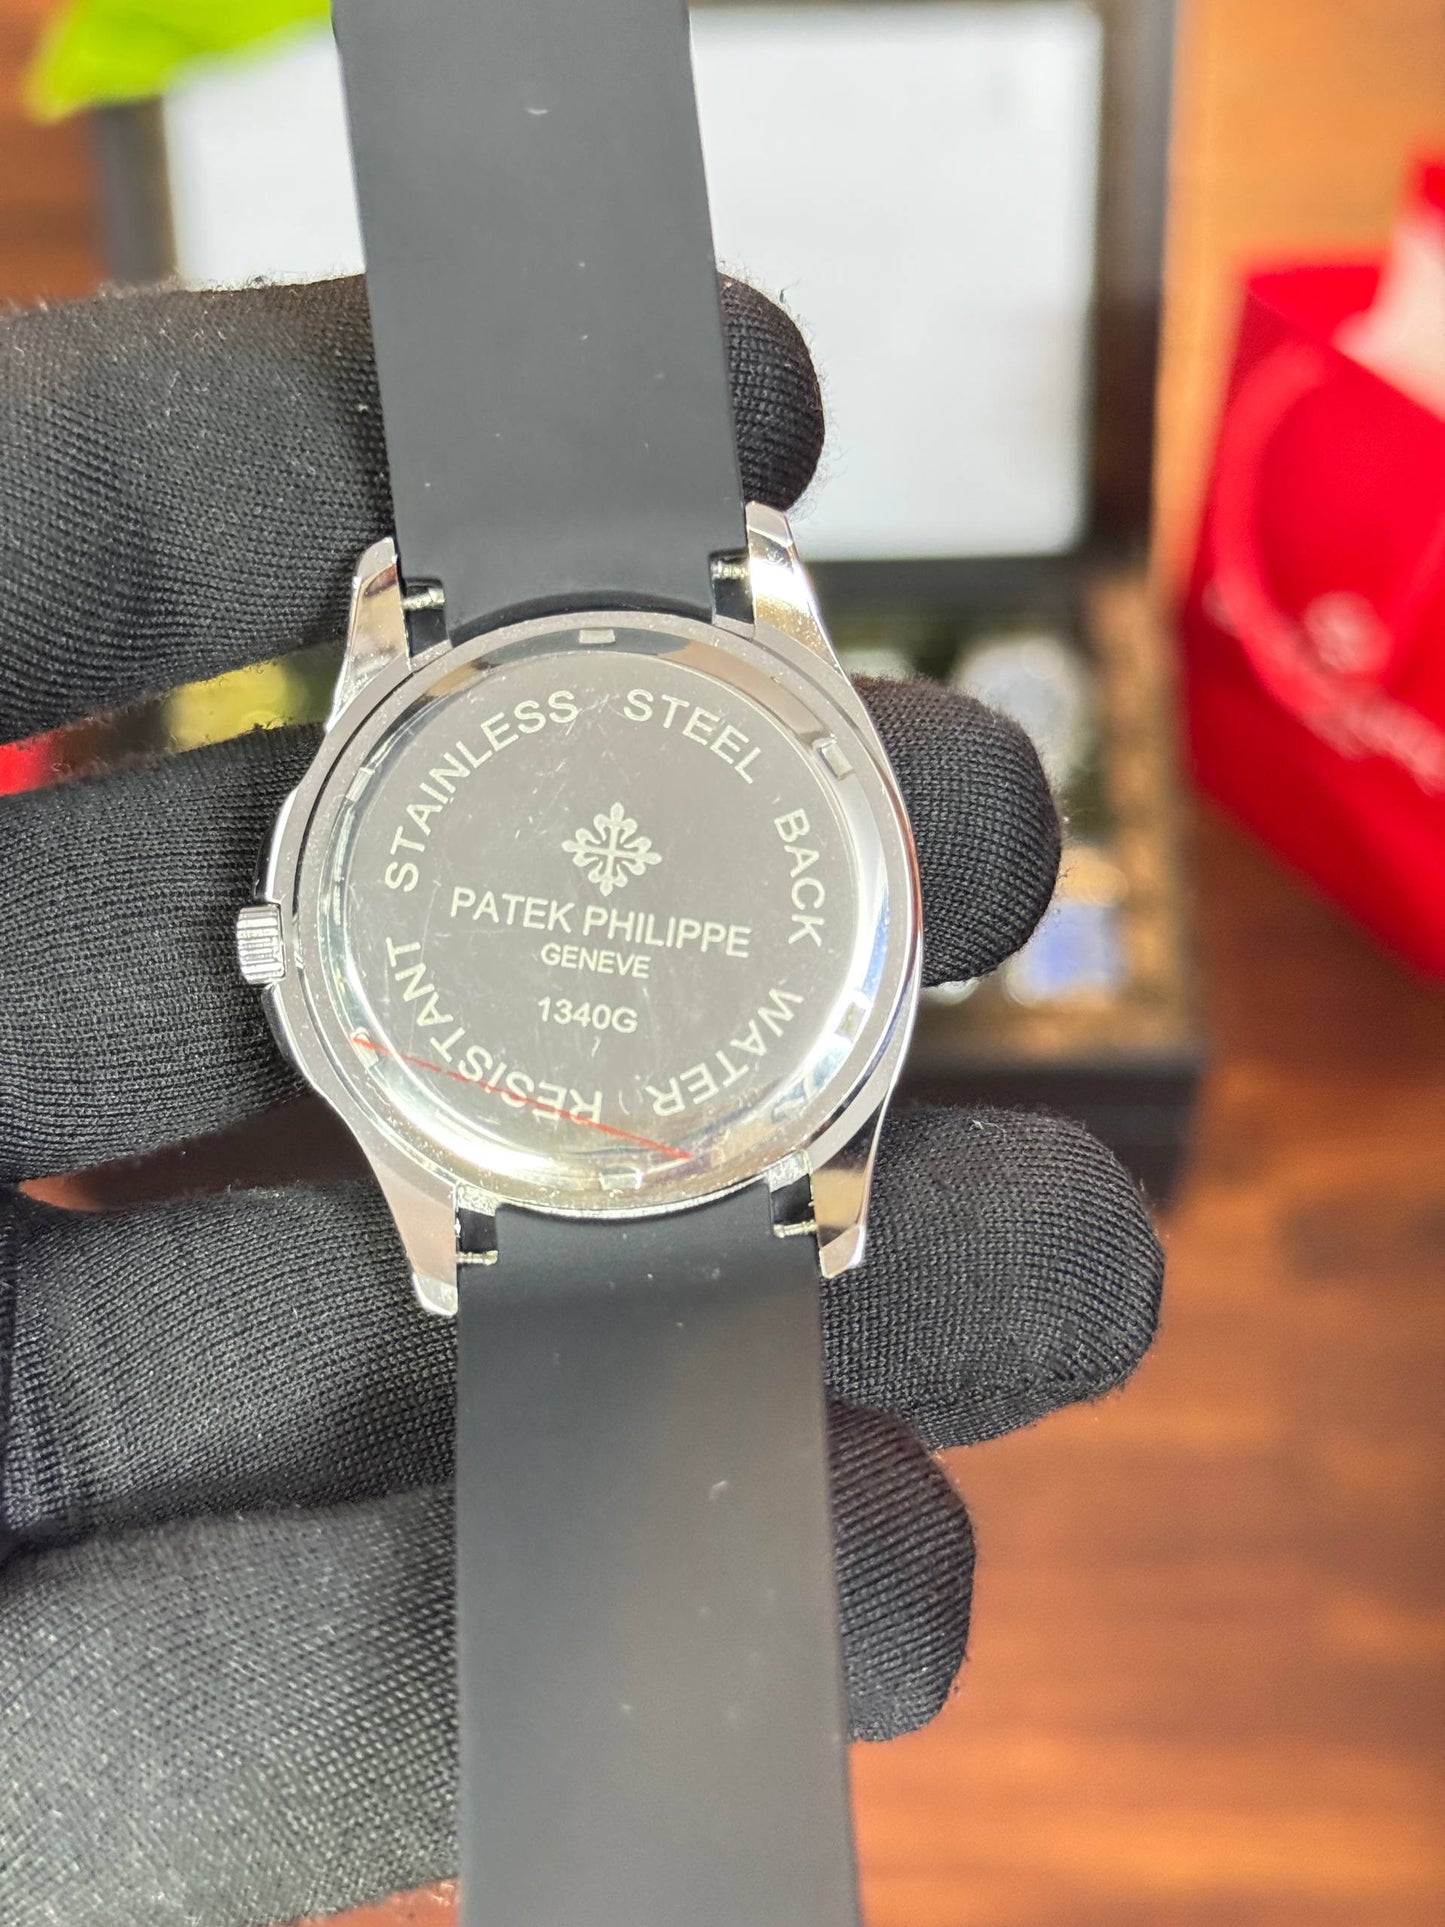 STAINLESS STEEL BACK WATER RESISTANT
PATEK PHILIPPE
GENEVE
1340G